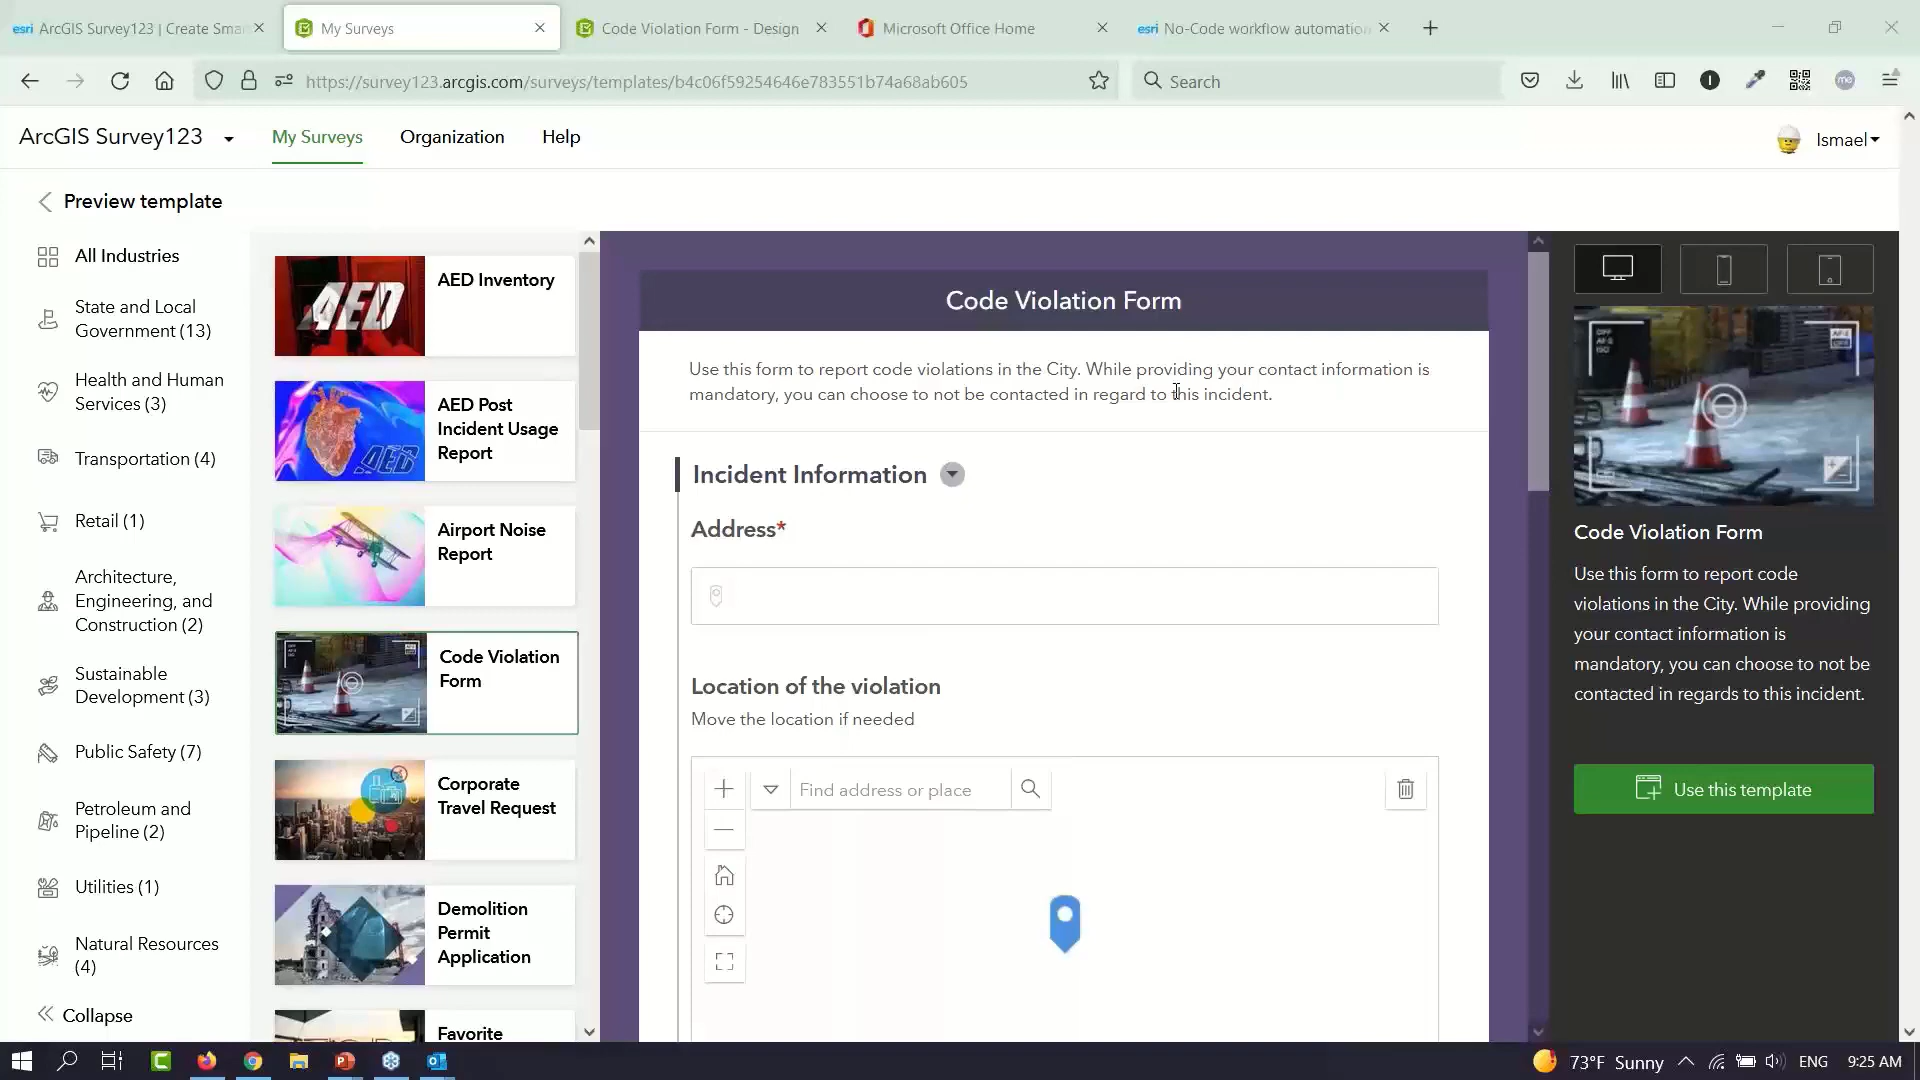 esri ArcGIS Survey123 | Create Smar
My Surveys
Code Violation Form - Design
Microsoft Office Home
esri No-Code workflow automation
https://survey123.arcgis.com/surveys/templates/b4c06f59254646e783551b74a68ab605
Search
ArcGIS Survey123
My Surveys
Organization
Help
Ismael
Preview template
All Industries
State and Local
Government (13)
Health and Human
Services (3)
Transportation (4)
Retail (1)
Architecture,
Engineering, and
Construction (2)
Sustainable
Development (3)
Public Safety (7)
Petroleum and
Pipeline (2)
Utilities (1)
Natural Resources
(4)
Collapse
AED
AED Inventory
AED
AED Post
Incident Usage
Report
Airport Noise
Report
Code Violation
Form
Corporate
Travel Request
Demolition
Permit
Application
Favorite
Code Violation Form
Use this form to report code violations in the City. While providing your contact information is
mandatory, you can choose to not be contacted in regard to this incident.
Incident Information
Address*
Location of the violation
Move the location if needed
Find address or place
Code Violation Form
Use this form to report code
violations in the City. While providing
your contact information is
mandatory, you can choose to not be
contacted in regards to this incident.
Use this template
73°F Sunny
ENG
9:25 AM